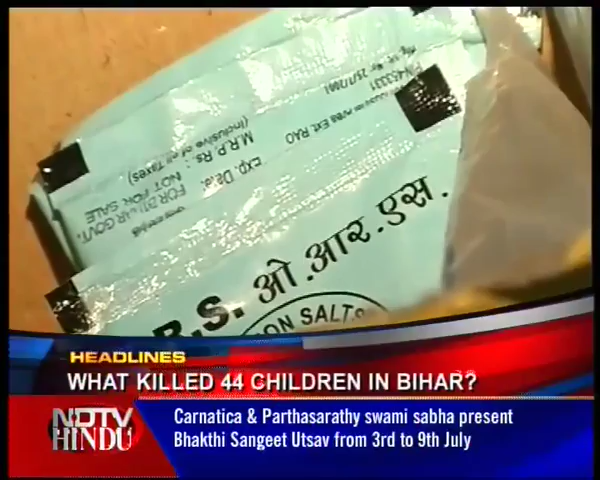 M.R.P. Rs. :
(Inclusive of all Taxes)
EXP. Date
FOR BIHAR GOVT.
NOT FOR SALE
R.S.
ओ.आर.एस.
ON SALTS
HEADLINES
WHAT KILLED 44 CHILDREN IN BIHAR?
NDTV
HINDU
Carnatica & Parthasarathy swami sabha present
Bhakthi Sangeet Utsav from 3rd to 9th July